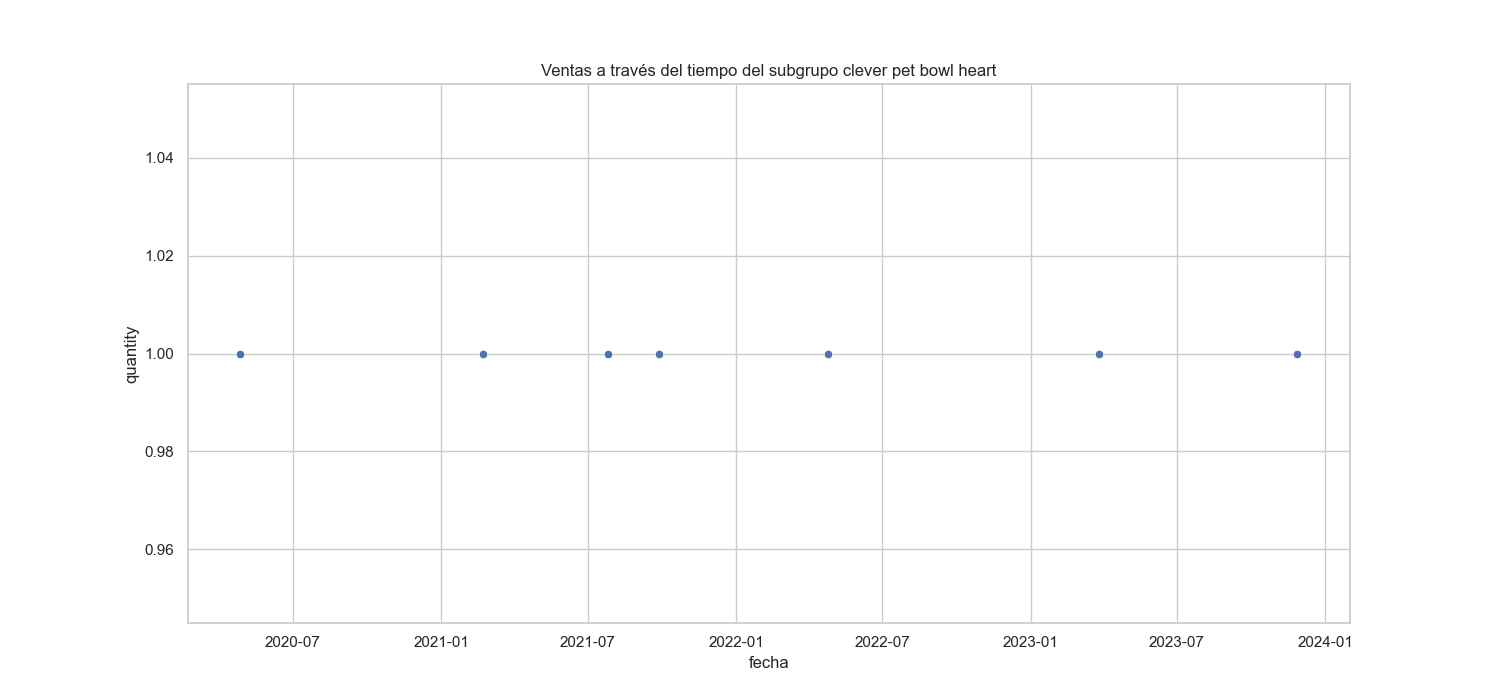 Ventas a través del tiempo del subgrupo clever pet bowl heart
1.04
1.02
1.00
0.98
0.96
quantity
2020-07 2021-01 2021-07 2022-01 2022-07 2023-01 2023-07 2024-01
fecha